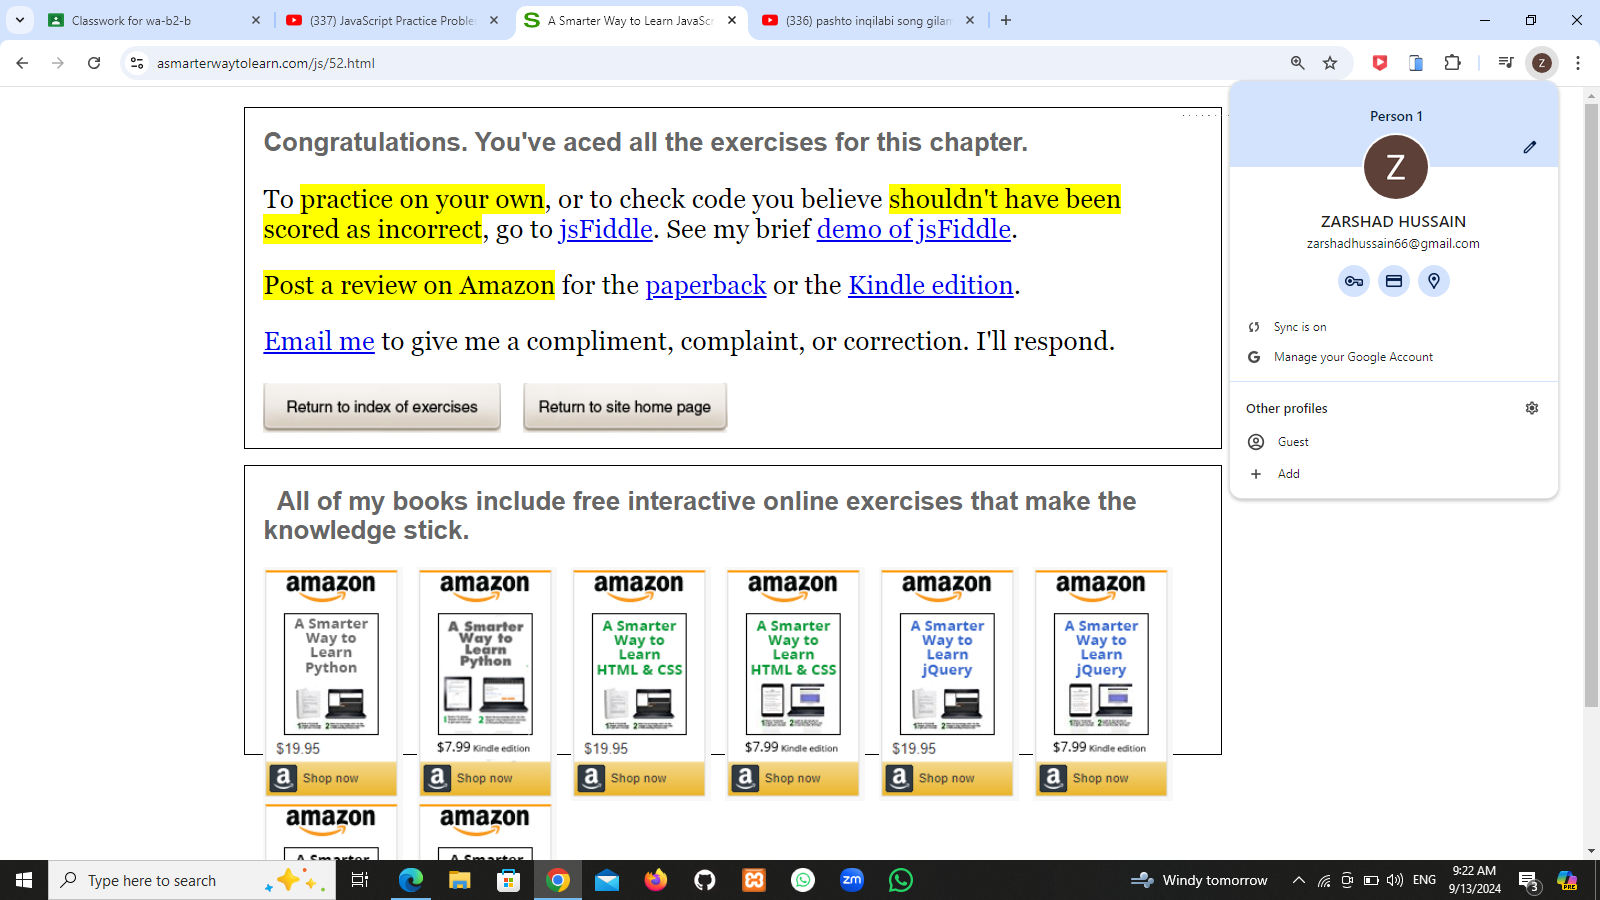 Classwork for wa-b2-b
(337) JavaScript Practice Proble
A Smarter Way to Learn JavaScr
(336) pashto inqilabi song gilam
asmarterwaytolearn.com/js/52.html
Z
Congratulations. You've aced all the exercises for this chapter.
To practice on your own, or to check code you believe shouldn't have been
scored as incorrect, go to jsFiddle. See my brief demo of jsFiddle.
Post a review on Amazon for the paperback or the Kindle edition.
Email me to give me a compliment, complaint, or correction. I'll respond.
Return to index of exercises
Return to site home page
Person 1
Z
ZARSHAD HUSSAIN
zarshadhussain66@gmail.com
Sync is on
G Manage your Google Account
Other profiles
Guest
Add
All of my books include free interactive online exercises that make the
knowledge stick.
amazon
A Smarter
Way to
Learn
Python
$19.95
a Shop now
amazon
A Smarter
Way to
Learn
Python
$7.99 Kindle edition
a Shop now
amazon
A Smarter
Way to
Learn
HTML & CSS
$19.95
a Shop now
amazon
A Smarter
Way to
Learn
HTML & CSS
$7.99 Kindle edition
a Shop now
amazon
A Smarter
Way to
Learn
jQuery
$19.95
a Shop now
amazon
A Smarter
Way to
Learn
jQuery
$7.99 Kindle edition
a Shop now
amazon
A Smarter
amazon
A Smarter
Type here to search
zm
Windy tomorrow
ENG
9:22 AM
9/13/2024
3
PRE